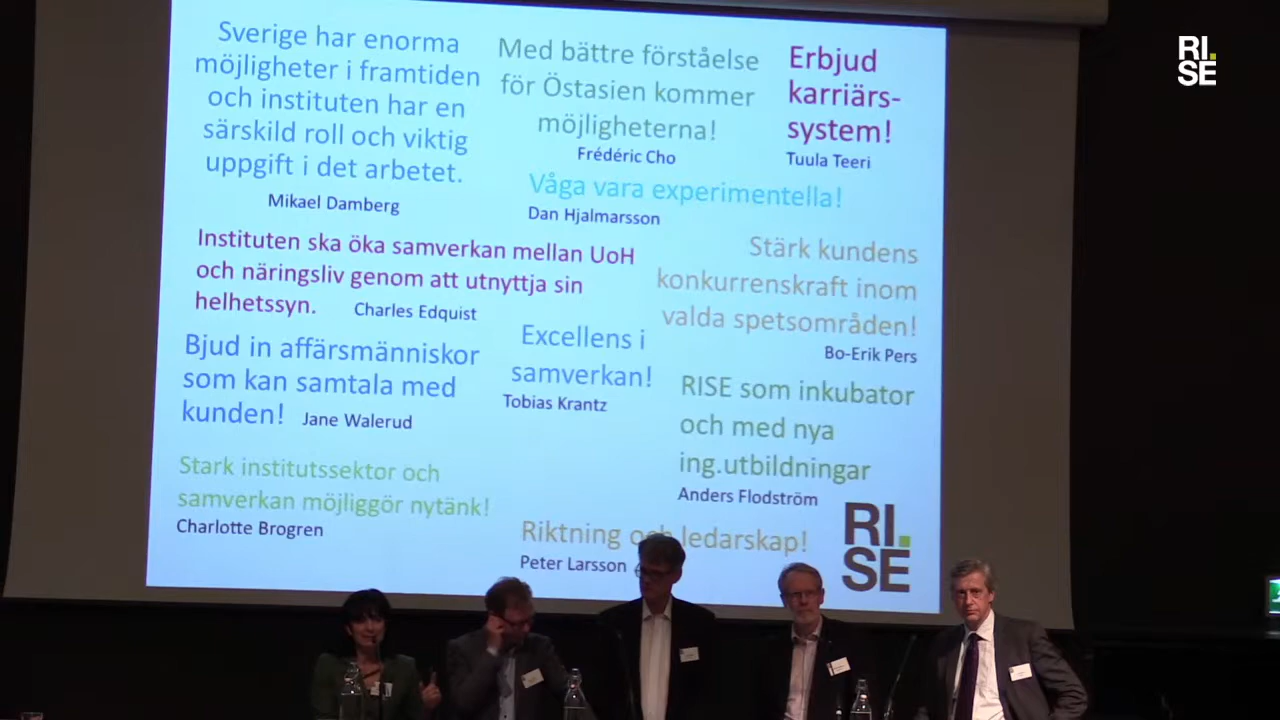 Sverige har enorma
möjligheter i framtiden
och instituten har en
särskild roll och viktig
uppgift i det arbetet.
Mikael Damberg
Med bättre förståelse
för Östasien kommer
möjligheterna!
Frédéric Cho
Erbjud
karriärs-
system!
Tuula Teeri
Våga vara experimentella!
Dan Hjalmarsson
Instituten ska öka samverkan mellan UoH
och näringsliv genom att utnyttja sin
helhetssyn.
Charles Edquist
Stärk kundens
konkurrenskraft inom
valda spetsområden!
Bo-Erik Pers
Bjud in affärsmänniskor
som kan samtala med
kunden! Jane Walerud
Excellens i
samverkan!
Tobias Krantz
RISE som inkubator
och med nya
ing.utbildningar
Anders Flodström
Stark institutssektor och
samverkan möjliggör nytänk!
Charlotte Brogren
Riktning och ledarskap!
Peter Larsson
RI.
SE
RI.
SE